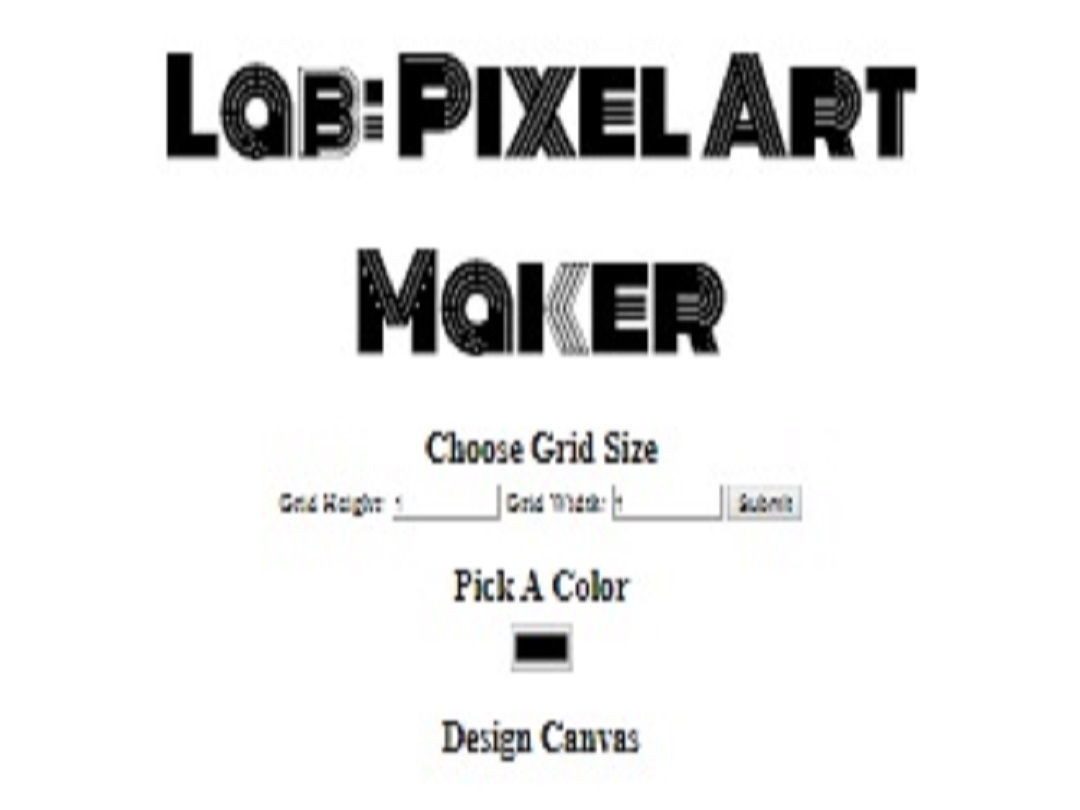 Lab: Pixel Art
Maker
Choose Grid Size
Grid Height: 1 Grid Width: 1 Submit
Pick A Color
Design Canvas